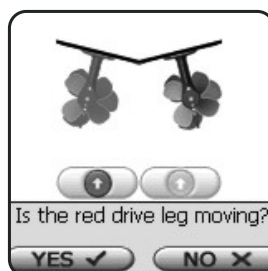 Is the red drive leg moving?
YES ✓ NO ✕